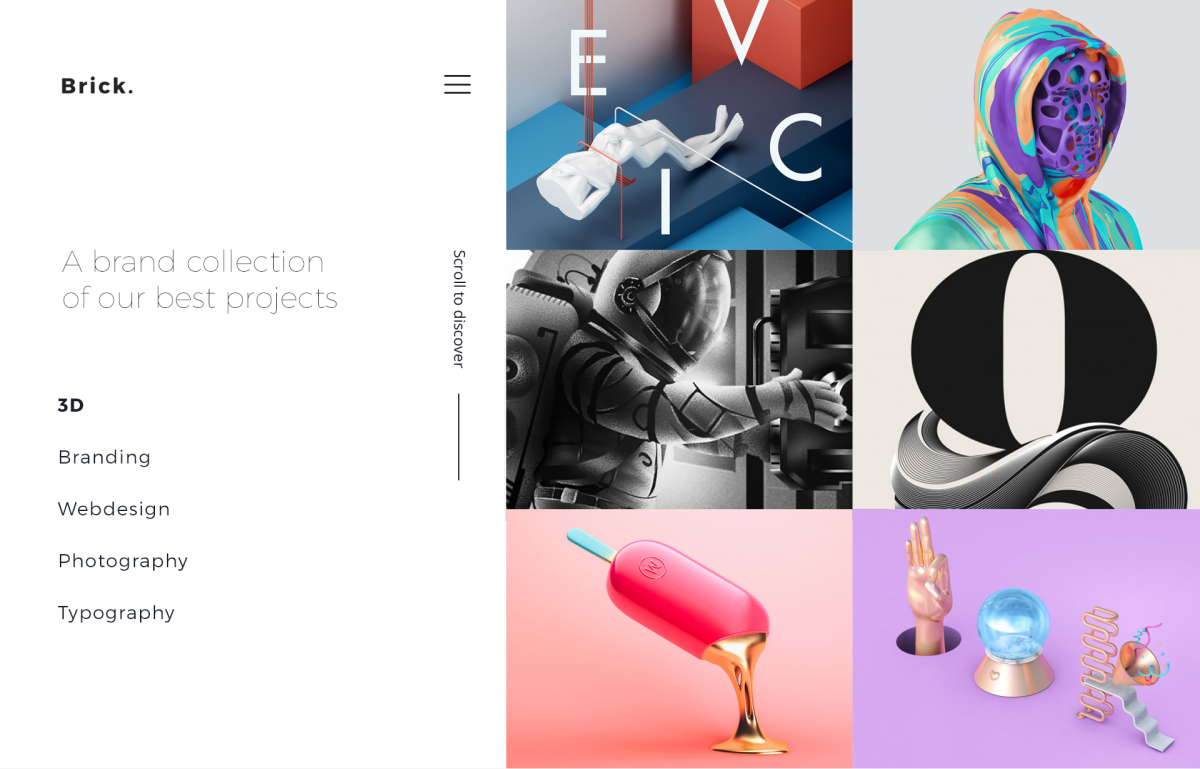 Brick.
A brand collection
of our best projects
Scroll to discover
3D
Branding
Webdesign
Photography
Typography
E
V
I
C
M